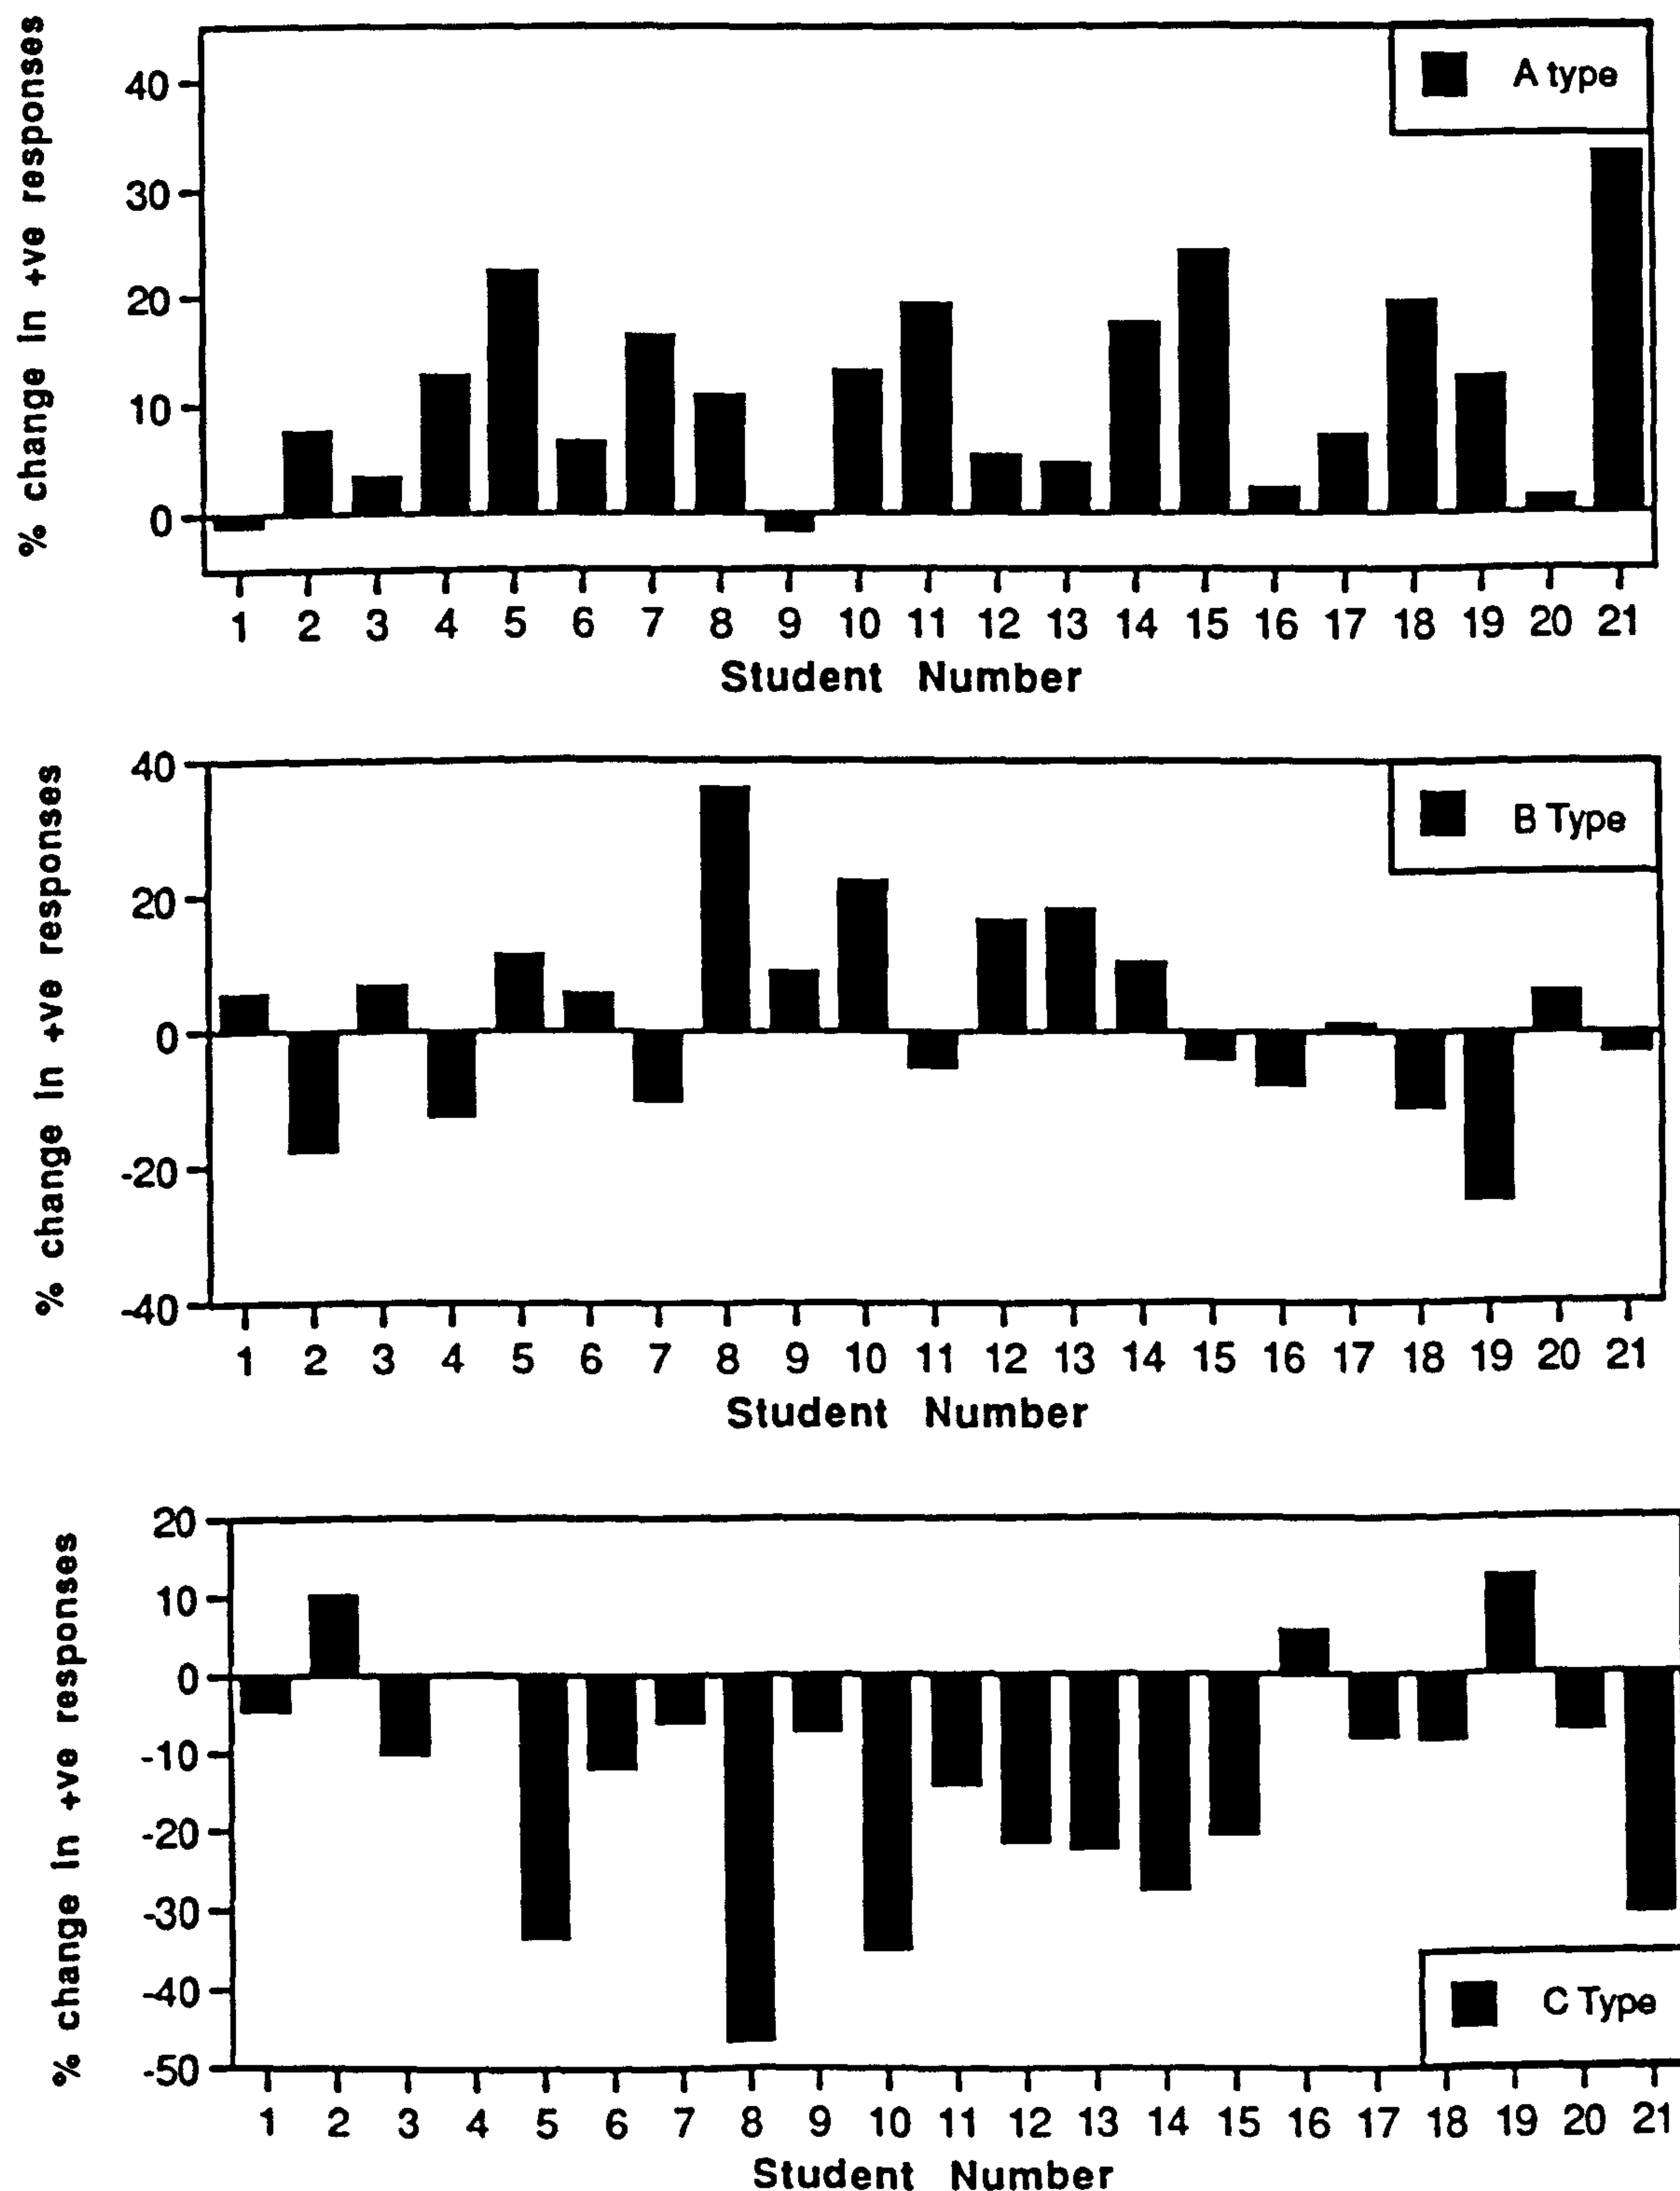 % change in +ve responses
40
30
20
10
0
A type
1 2 3 4 5 6 7 8 9 10 11 12 13 14 15 16 17 18 19 20 21
Student Number
% change in +ve responses
40
20
0
-20
-40
B Type
1 2 3 4 5 6 7 8 9 10 11 12 13 14 15 16 17 18 19 20 21
Student Number
% change in +ve responses
20
10
0
-10
-20
-30
-40
-50
C Type
1 2 3 4 5 6 7 8 9 10 11 12 13 14 15 16 17 18 19 20 21
Student Number